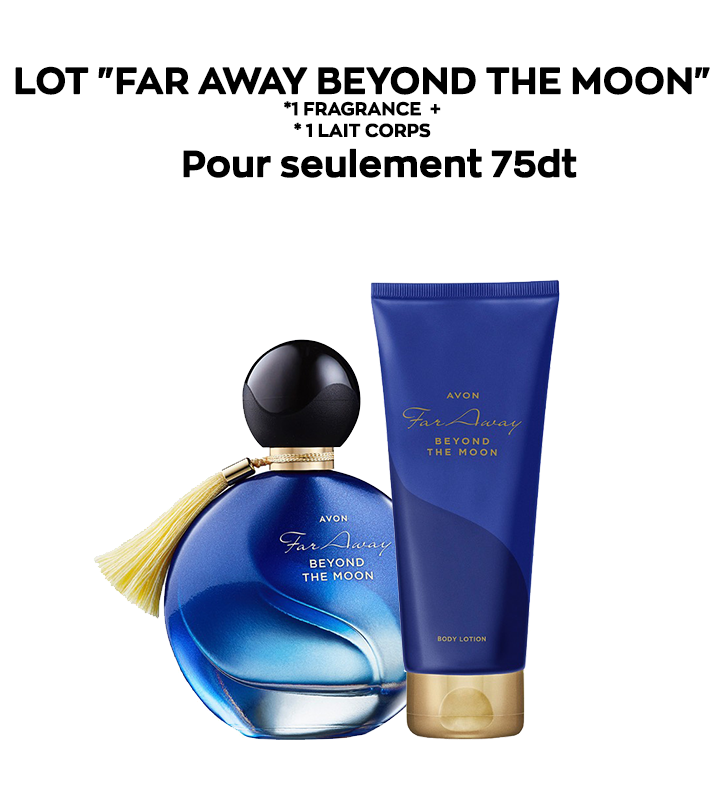 LOT "FAR AWAY BEYOND THE MOON"
*1 FRAGRANCE +
* 1 LAIT CORPS
Pour seulement 75dt
AVON
Far Away
BEYOND
THE MOON
BODY LOTION
AVON
Far Away
BEYOND
THE MOON